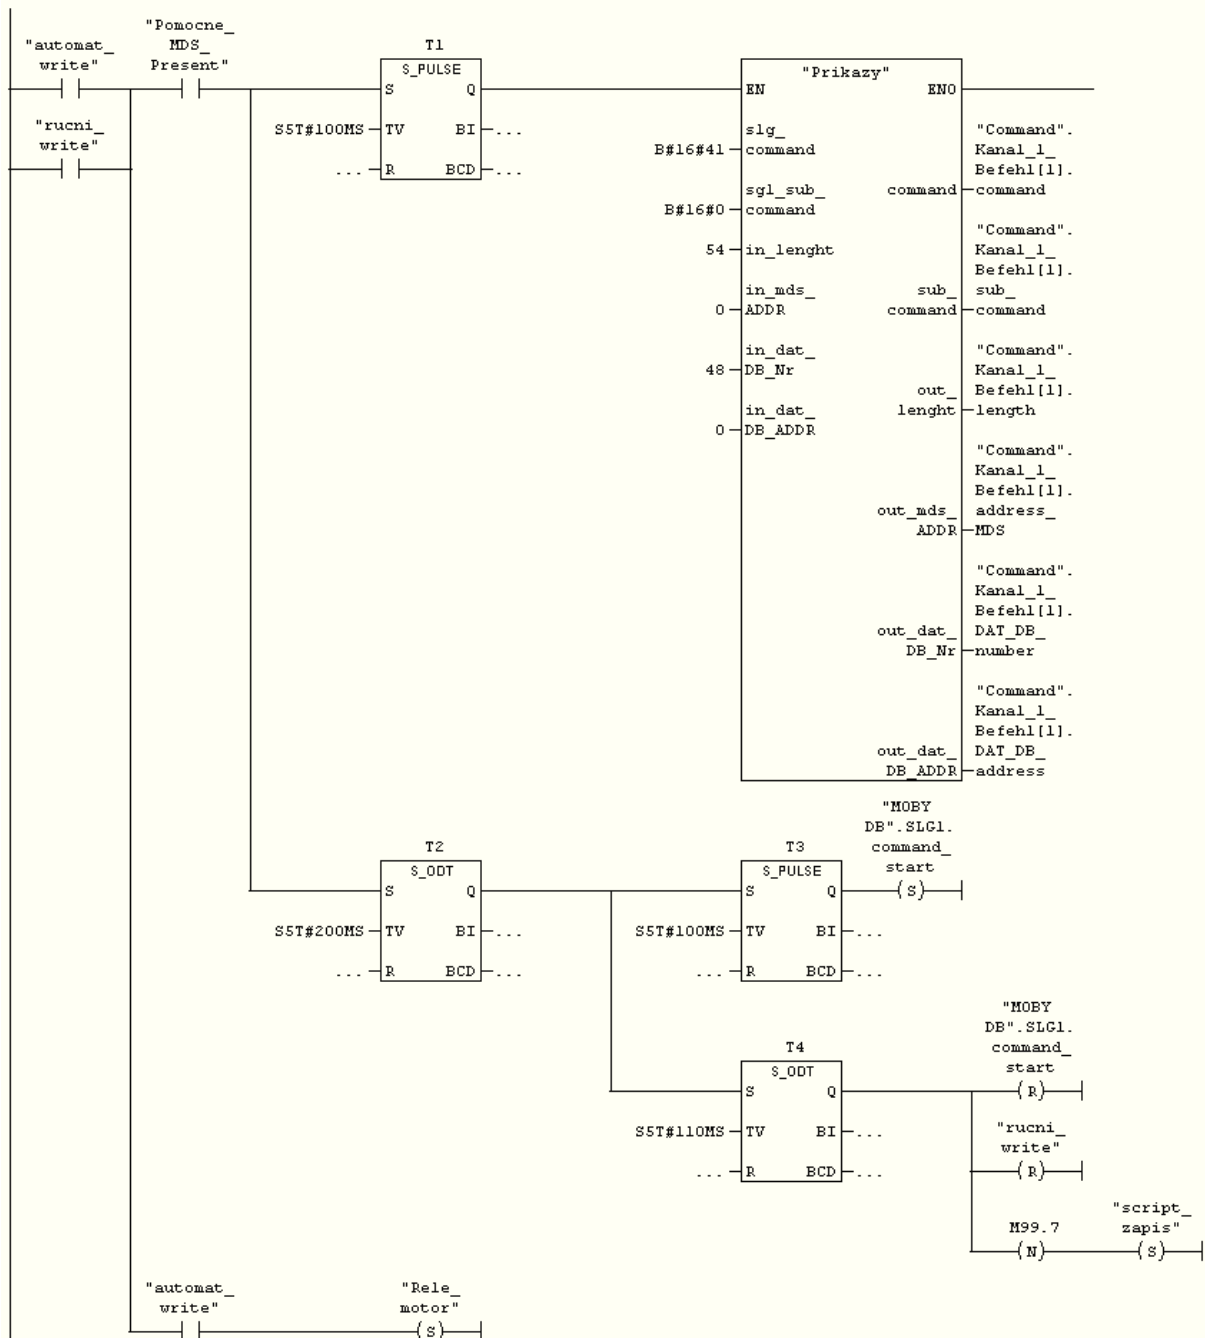 "Pomocne_
"automat_ MDS_ T1
write" Present" S_PULSE "Prikazy"
S Q EN ENO
"rucni_ S5T#100MS TV BI ... slg_ "Command".
write" B#16#41 command Kanal_1_
... R BCD ... Befehl[1].
sgl_sub_ command command
B#16#0 command
"Command".
54 in_lenght Kanal_1_
Befehl[1].
in_mds_ sub_ sub_
0 ADDR command command
in_dat_ "Command".
48 DB_Nr Kanal_1_
out_ Befehl[1].
in_dat_ lenght length
0 DB_ADDR
"Command".
Kanal_1_
Befehl[1].
out_mds_ address_
ADDR MDS
"Command".
Kanal_1_
Befehl[1].
out_dat_ DAT_DB_
DB_Nr number
"Command".
Kanal_1_
Befehl[1].
out_dat_ DAT_DB_
DB_ADDR address
"MOBY
DB".SLG1.
T2 T3 command_
S_ODT S_PULSE start
S Q S Q (S)
S5T#200MS TV BI ... S5T#100MS TV BI ...
... R BCD ... ... R BCD ...
"MOBY
DB".SLG1.
T4 command_
S_ODT start
S Q (R)
S5T#110MS TV BI ... "rucni_
write"
... R BCD ... (R)
"script_
M99.7 zapis"
(N) (S)
"automat_ "Rele_
write" motor"
(S)